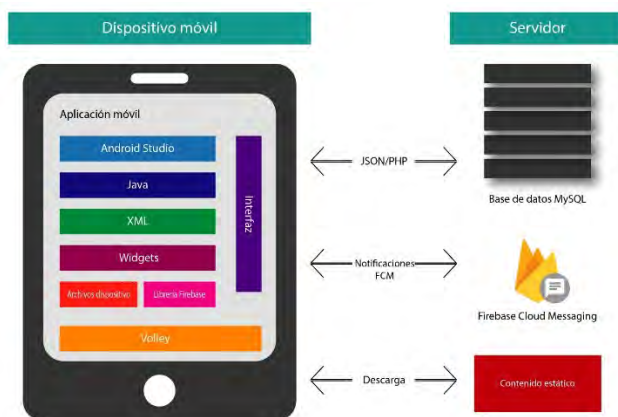 Dispositivo móvil
Servidor
Aplicación móvil
Android Studio
Java
XML
Widgets
Archivos dispositivo
Librería Firebase
Volley
Interfaz
JSON/PHP
Notificaciones
FCM
Descarga
Base de datos MySQL
Firebase Cloud Messaging
Contenido estático